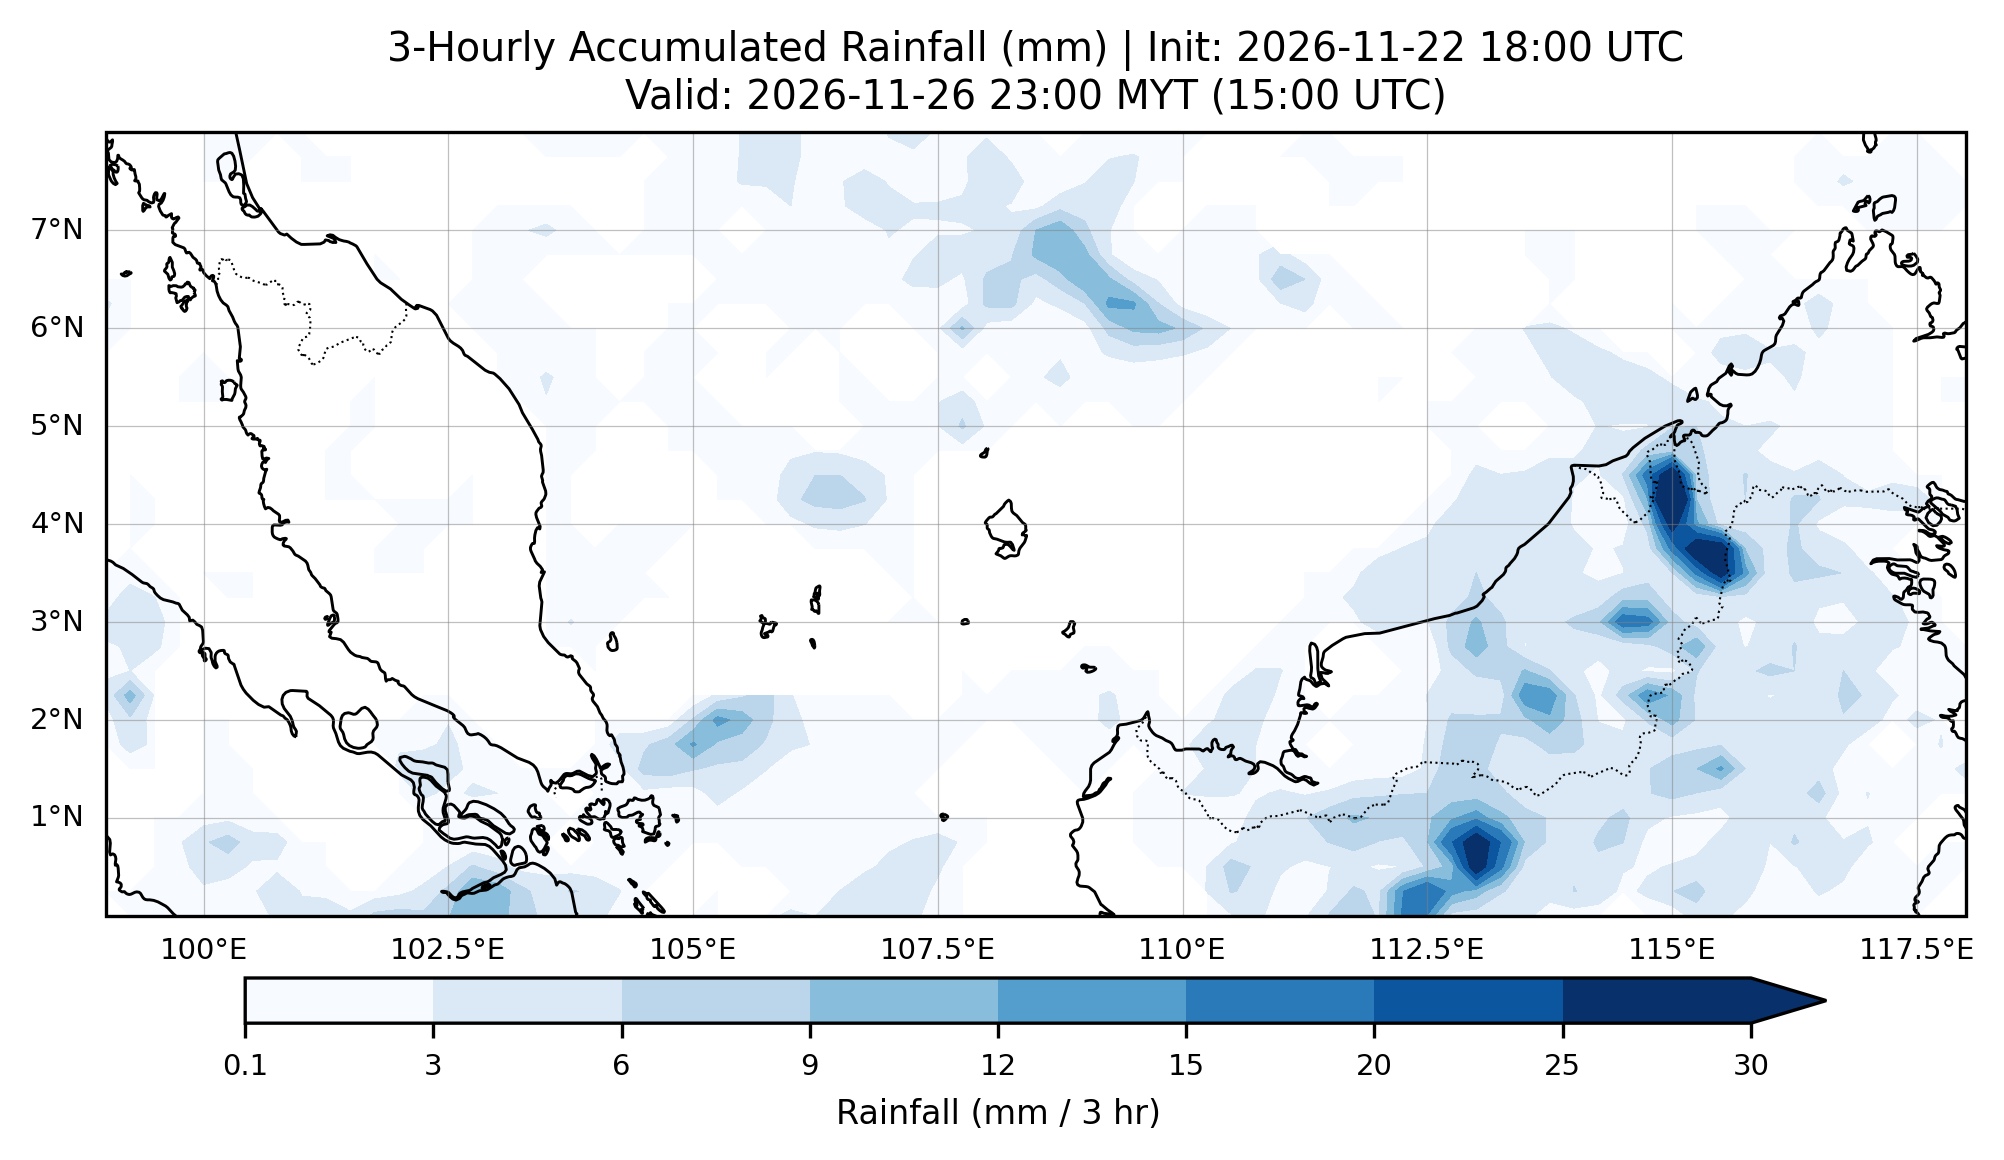 3-Hourly Accumulated Rainfall (mm) | Init: 2026-11-22 18:00 UTC
Valid: 2026-11-26 23:00 MYT (15:00 UTC)
7°N
6°N
5°N
4°N
3°N
2°N
1°N
100°E 102.5°E 105°E 107.5°E 110°E 112.5°E 115°E 117.5°E
0.1 3 6 9 12 15 20 25 30
Rainfall (mm / 3 hr)